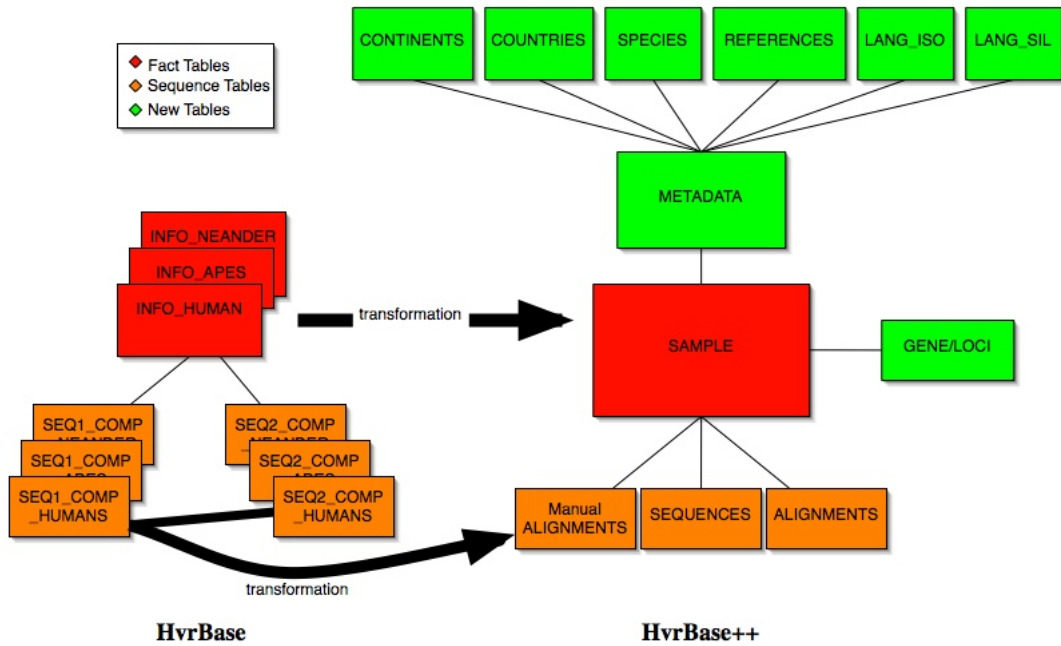 CONTINENTS
COUNTRIES
SPECIES
REFERENCES
LANG_ISO
LANG_SIL
Fact Tables
Sequence Tables
New Tables
METADATA
INFO_NEANDER
INFO_APES
INFO_HUMAN
transformation
SAMPLE
GENE/LOCI
SEQ1_COMP
SEQ2_COMP
SEQ1_COMP
SEQ2_COMP
SEQ1_COMP
_HUMANS
SEQ2_COMP
_HUMANS
Manual
ALIGNMENTS
SEQUENCES
ALIGNMENTS
transformation
HvrBase
HvrBase++